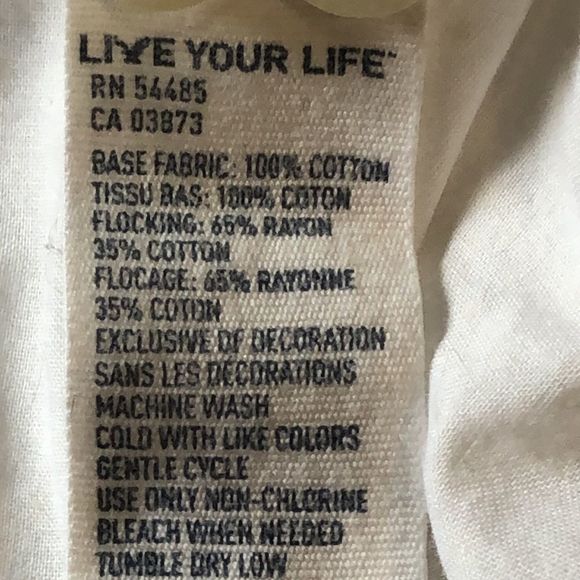 LIVE YOUR LIFE™
RN 54485
CA 03873
BASE FABRIC: 100% COTTON
TISSU BAS: 100% COTON
FLOCKING: 65% RAYON
35% COTTON
FLOCAGE: 65% RAYONNE
35% COTON
EXCLUSIVE OF DECORATION
SANS LES DÉCORATIONS
MACHINE WASH
COLD WITH LIKE COLORS
GENTLE CYCLE
USE ONLY NON-CHLORINE
BLEACH WHEN NEEDED
TUMBLE DRY LOW